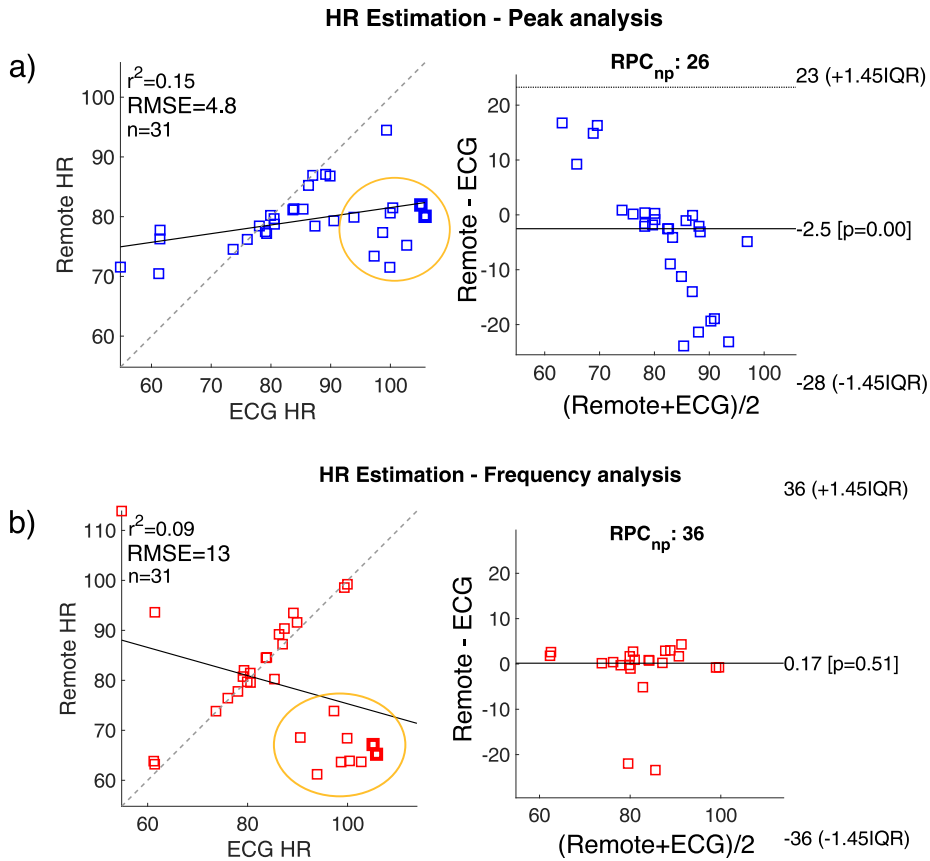 HR Estimation - Peak analysis
a)
r²=0.15
RMSE=4.8
n=31
100
90
80
70
60
Remote HR
60 70 80 90 100
ECG HR
RPCnp: 26
23 (+1.45IQR)
20
10
0
-10
-20
Remote - ECG
-2.5 [p=0.00]
-28 (-1.45IQR)
60 70 80 90 100
(Remote+ECG)/2
HR Estimation - Frequency analysis
36 (+1.45IQR)
b)
r²=0.09
RMSE=13
n=31
110
100
90
80
70
60
Remote HR
60 80 100
ECG HR
RPCnp: 36
20
10
0
-10
-20
Remote - ECG
0.17 [p=0.51]
-36 (-1.45IQR)
60 80 100
(Remote+ECG)/2